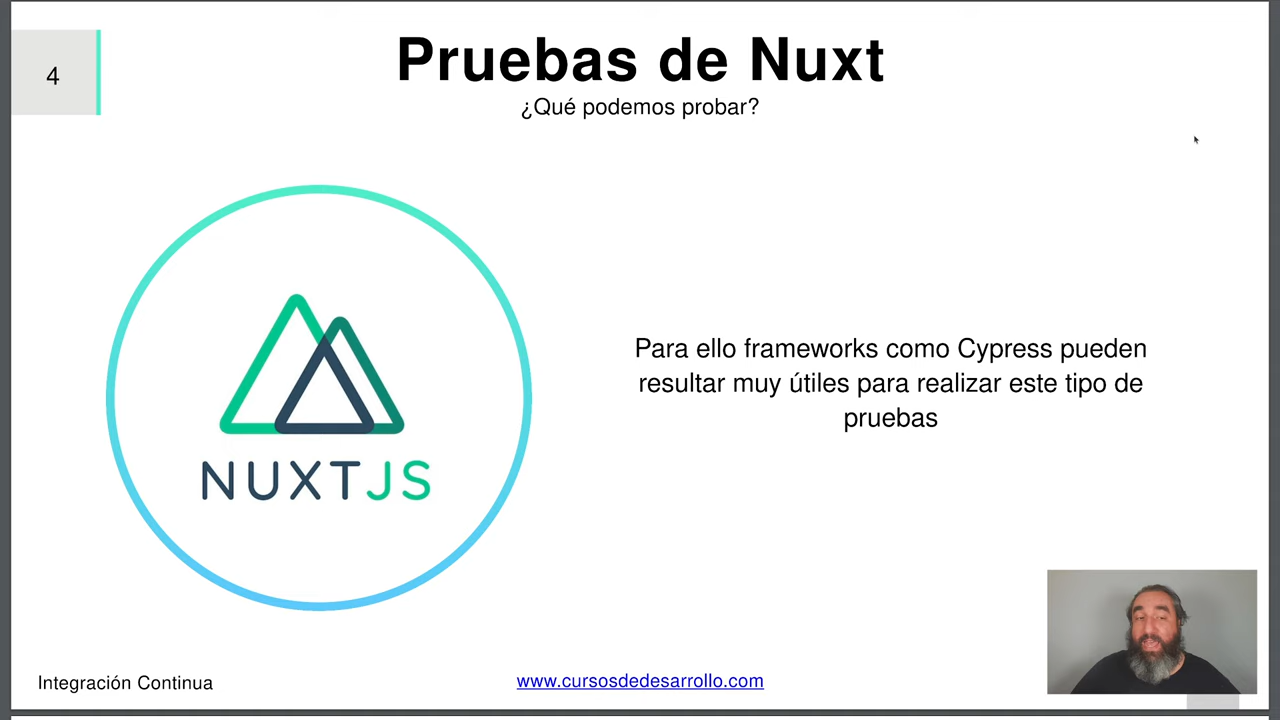 4
Pruebas de Nuxt
¿Qué podemos probar?
NUXTJS
Para ello frameworks como Cypress pueden
resultar muy útiles para realizar este tipo de
pruebas
Integración Continua
www.cursosdedesarrollo.com